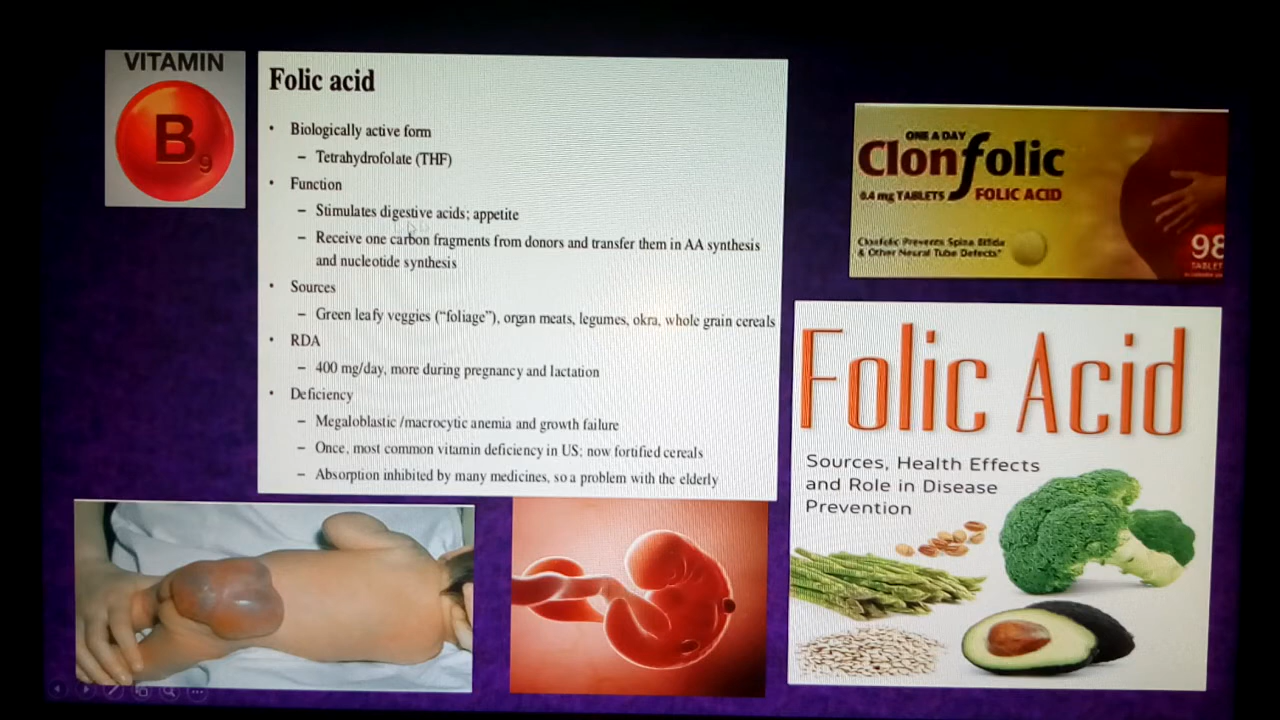 VITAMIN
B9
Folic acid
• Biologically active form
– Tetrahydrofolate (THF)
• Function
– Stimulates digestive acids; appetite
– Receive one carbon fragments from donors and transfer them in AA synthesis
and nucleotide synthesis
• Sources
– Green leafy veggies (“foliage”), organ meats, legumes, okra, whole grain cereals
• RDA
– 400 mg/day, more during pregnancy and lactation
• Deficiency
– Megaloblastic /macrocytic anemia and growth failure
– Once, most common vitamin deficiency in US; now fortified cereals
– Absorption inhibited by many medicines, so a problem with the elderly
ONE A DAY
Clonfolic
0.4 mg TABLETS FOLIC ACID
Clonfolic Prevents Spina Bifida
& Other Neural Tube Defects*
98
TABLET
Folic Acid
Sources, Health Effects
and Role in Disease
Prevention